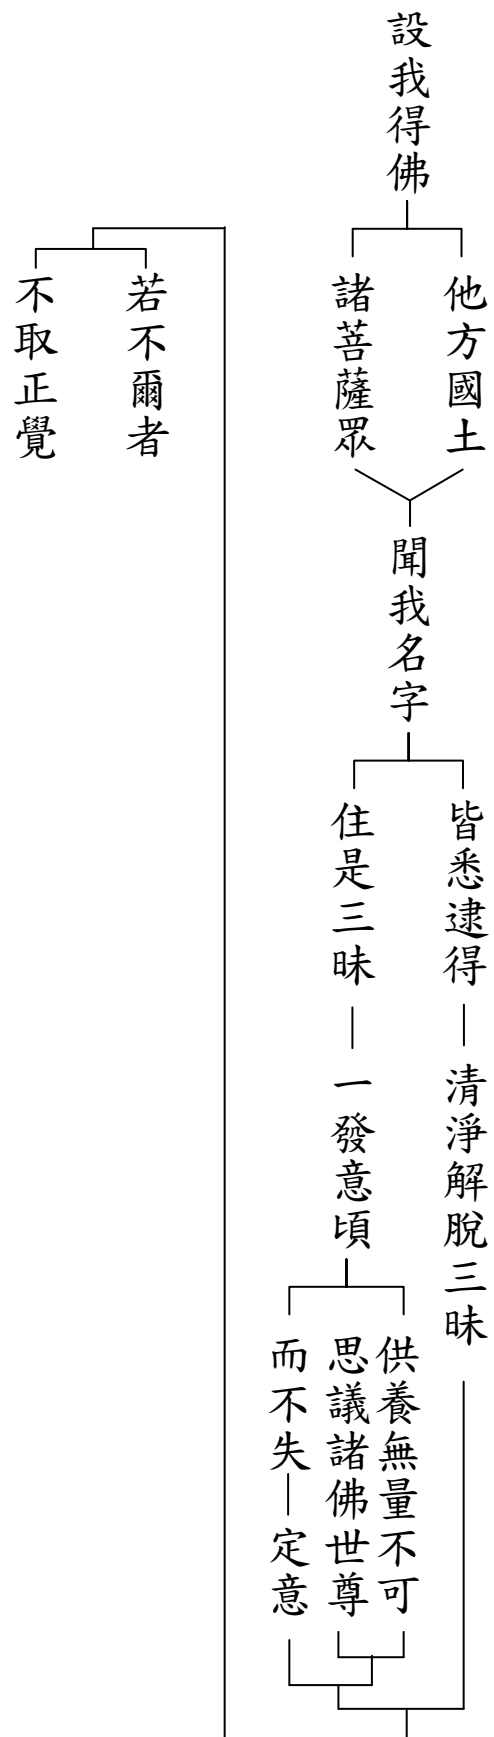 設我得佛
他方國土
諸菩薩眾
聞我名字
皆悉逮得
清淨解脫三昧
住是三昧
一發意頃
供養無量不可
思議諸佛世尊
而不失
定意
若不爾者
不取正覺